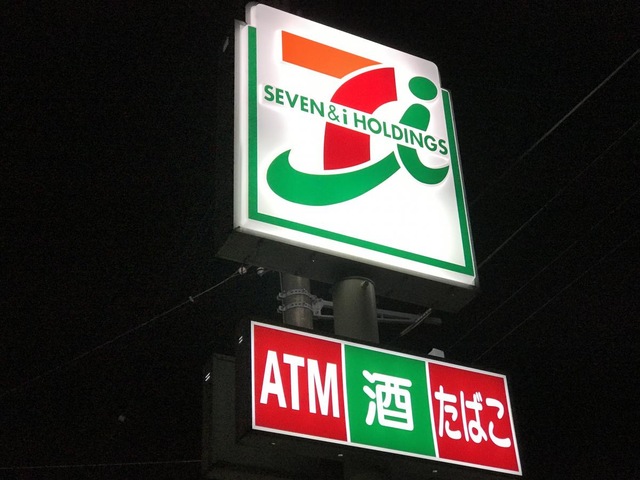 SEVEN & i HOLDINGS
ATM 酒 たばこ